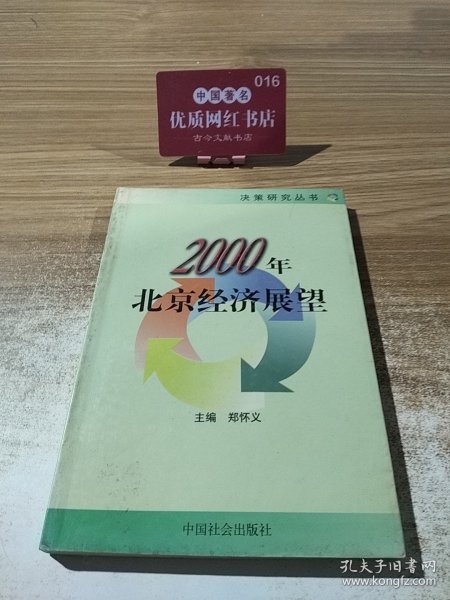 016
中国著名
优质网红书店
古今文献书店
决策研究丛书
2000年
北京经济展望
主编 郑怀义
中国社会出版社
孔夫子旧书网
www.kongfz.com